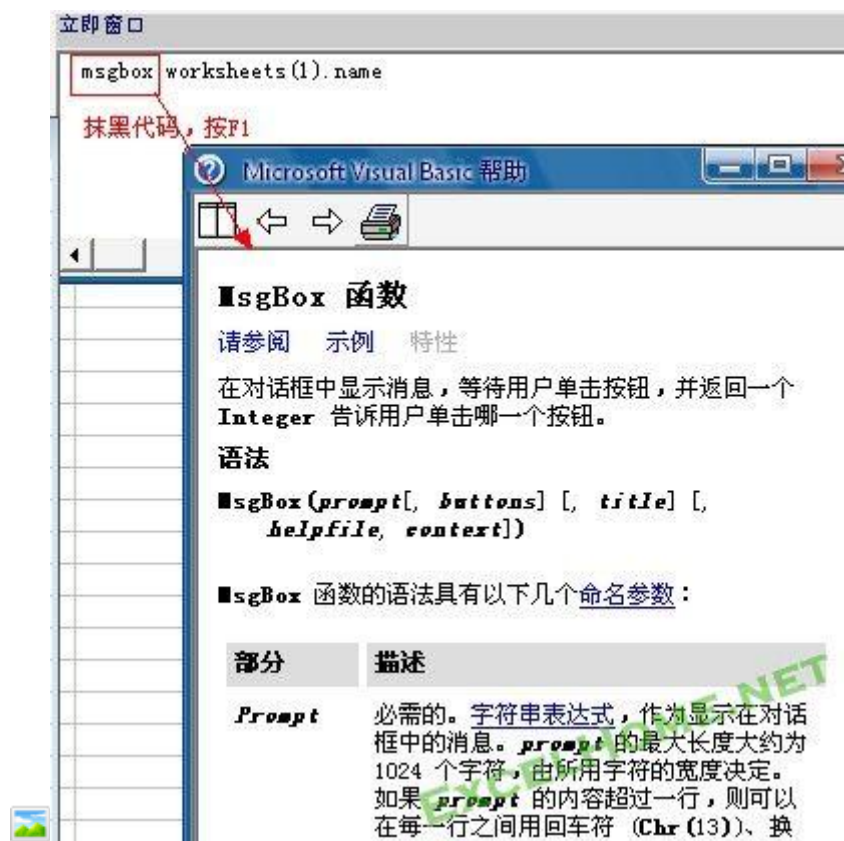 立即窗口
msgbox worksheets(1).name
抹黑代码，按F1
Microsoft Visual Basic 帮助
MsgBox 函数
请参阅 示例 特性
在对话框中显示消息，等待用户单击按钮，并返回一个
Integer 告诉用户单击哪一个按钮。
语法
MsgBox(prompt[, buttons] [, title] [,
helpfile, context])
MsgBox 函数的语法具有以下几个命名参数：
部分 描述
Prompt 必需的。字符串表达式，作为显示在对话
框中的消息。prompt 的最大长度大约为
1024 个字符，由所用字符的宽度决定。
如果 prompt 的内容超过一行，则可以
在每一行之间用回车符 (Chr(13))、换
EXCELHOME.NET